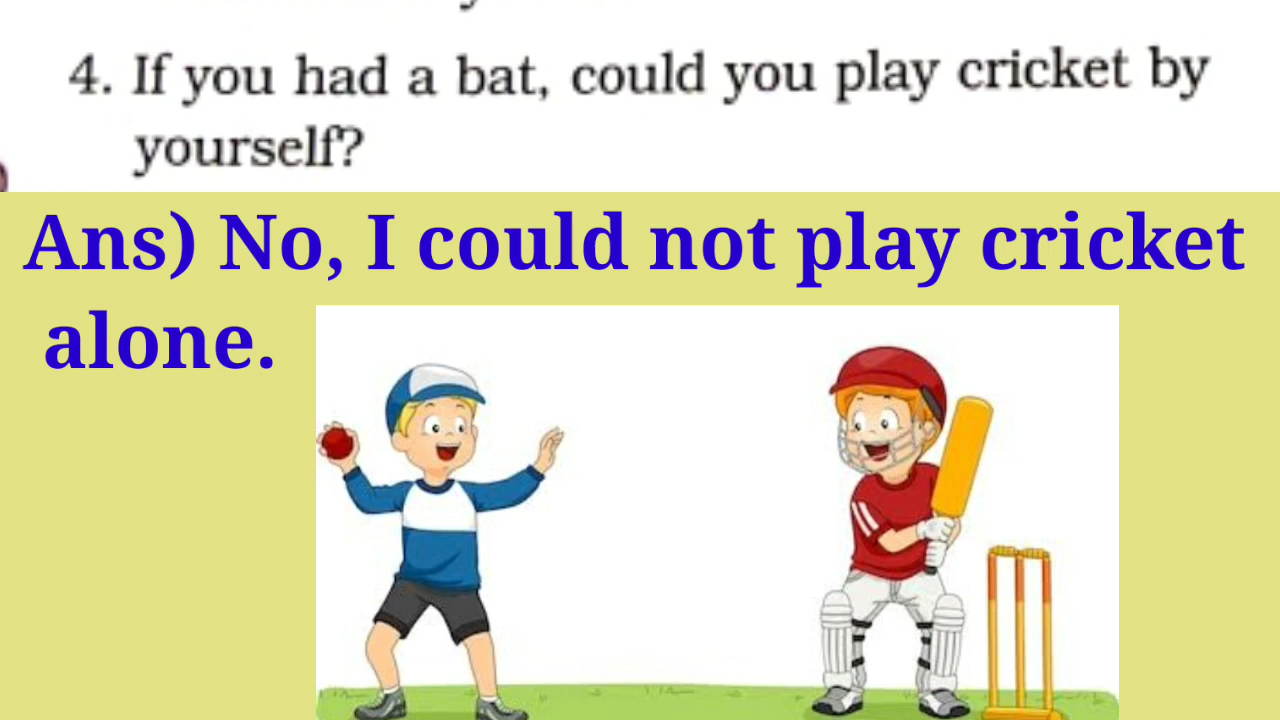 4. If you had a bat, could you play cricket by
yourself?
Ans) No, I could not play cricket
alone.